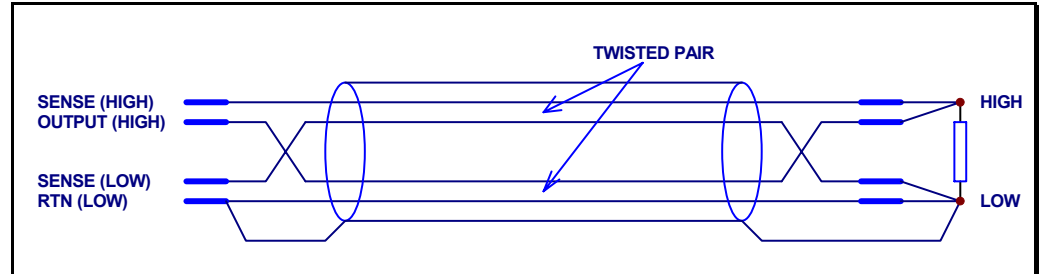 TWISTED PAIR
SENSE (HIGH)
OUTPUT (HIGH)
HIGH
SENSE (LOW)
RTN (LOW)
LOW